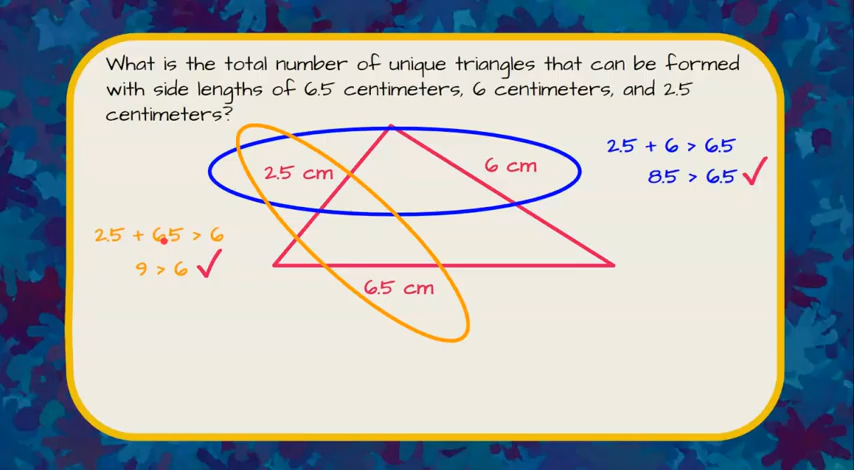 What is the total number of unique triangles that can be formed
with side lengths of 6.5 centimeters, 6 centimeters, and 2.5
centimeters?
2.5 + 6 > 6.5
8.5 > 6.5
2.5 cm
6 cm
2.5 + 6.5 > 6
9 > 6
6.5 cm